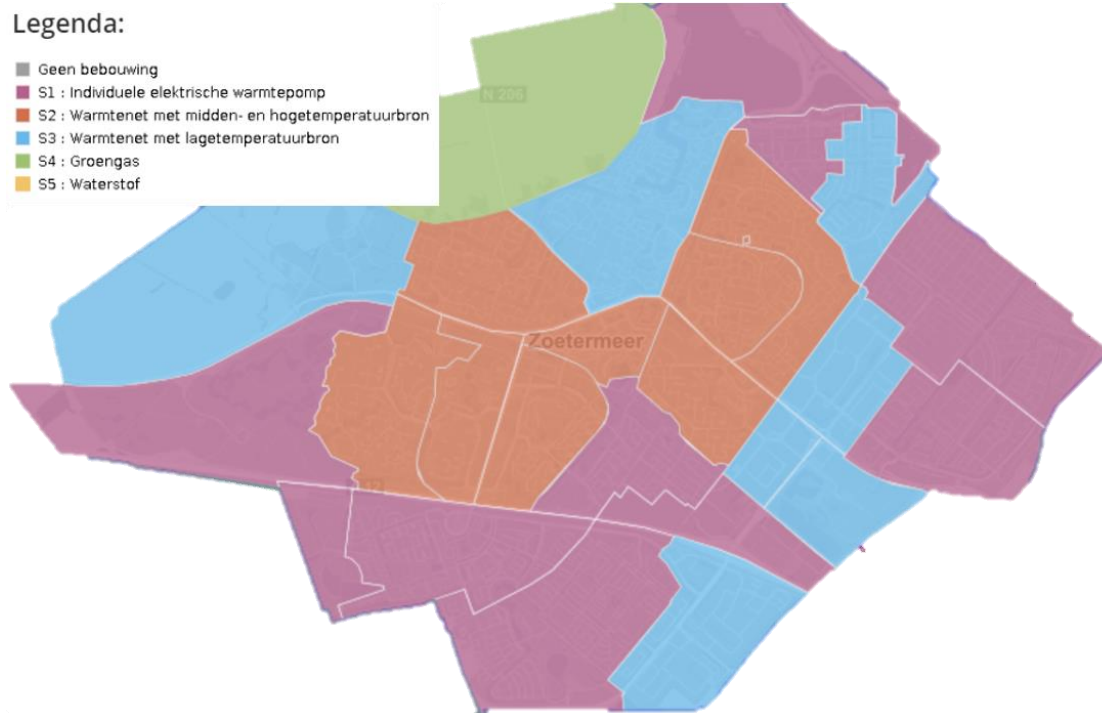 Legenda:
Geen bebouwing
S1 : Individuele elektrische warmtepomp
S2 : Warmtenet met midden- en hogetemperatuurbron
S3 : Warmtenet met lagetemperatuurbron
S4 : Groengas
S5 : Waterstof
N 206
Zoetermeer